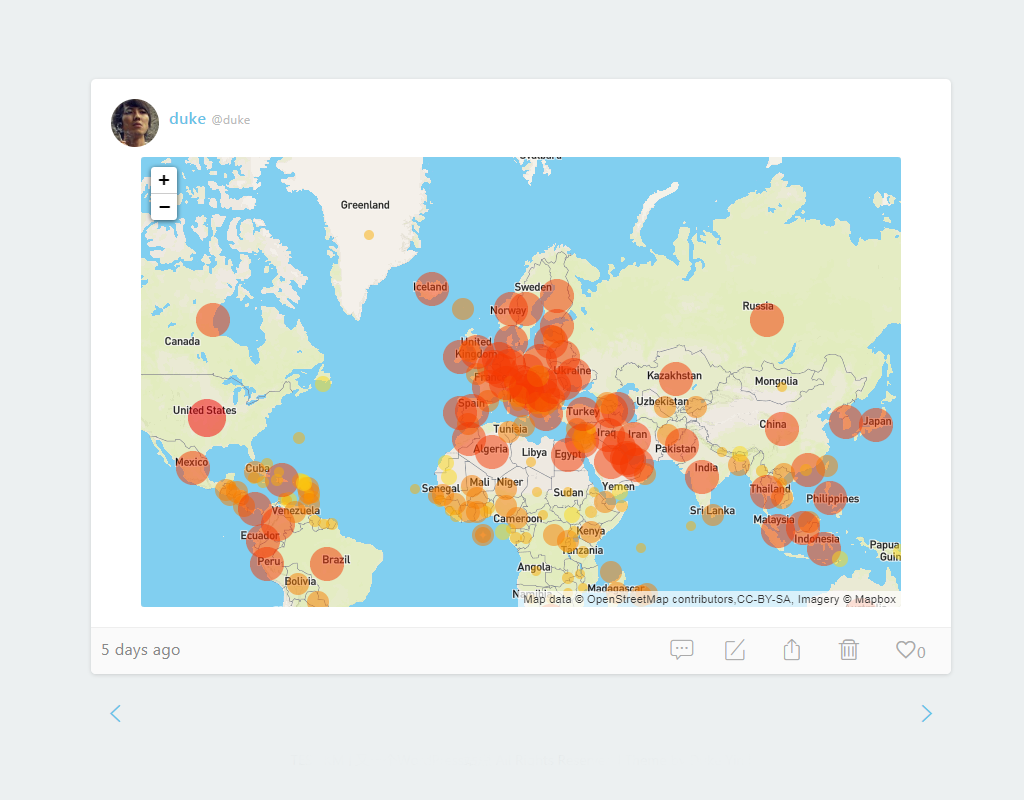 duke @duke
+
−
Svalbard
Greenland
Iceland
Sweden
Norway
Russia
Canada
United
Kingdom
France
Ukraine
Kazakhstan
Mongolia
United States
Spain
Turkey
Uzbekistan
China
Japan
Tunisia
Iraq
Iran
Mexico
Cuba
Algeria
Libya
Egypt
Pakistan
India
Senegal
Mali
Niger
Sudan
Yemen
Thailand
Philippines
Venezuela
Cameroon
Sri Lanka
Malaysia
Ecuador
Kenya
Indonesia
Peru
Brazil
Tanzania
Papua
Guin
Bolivia
Angola
Namibia
Madagascar
Map data © OpenStreetMap contributors,CC-BY-SA, Imagery © Mapbox
5 days ago
0